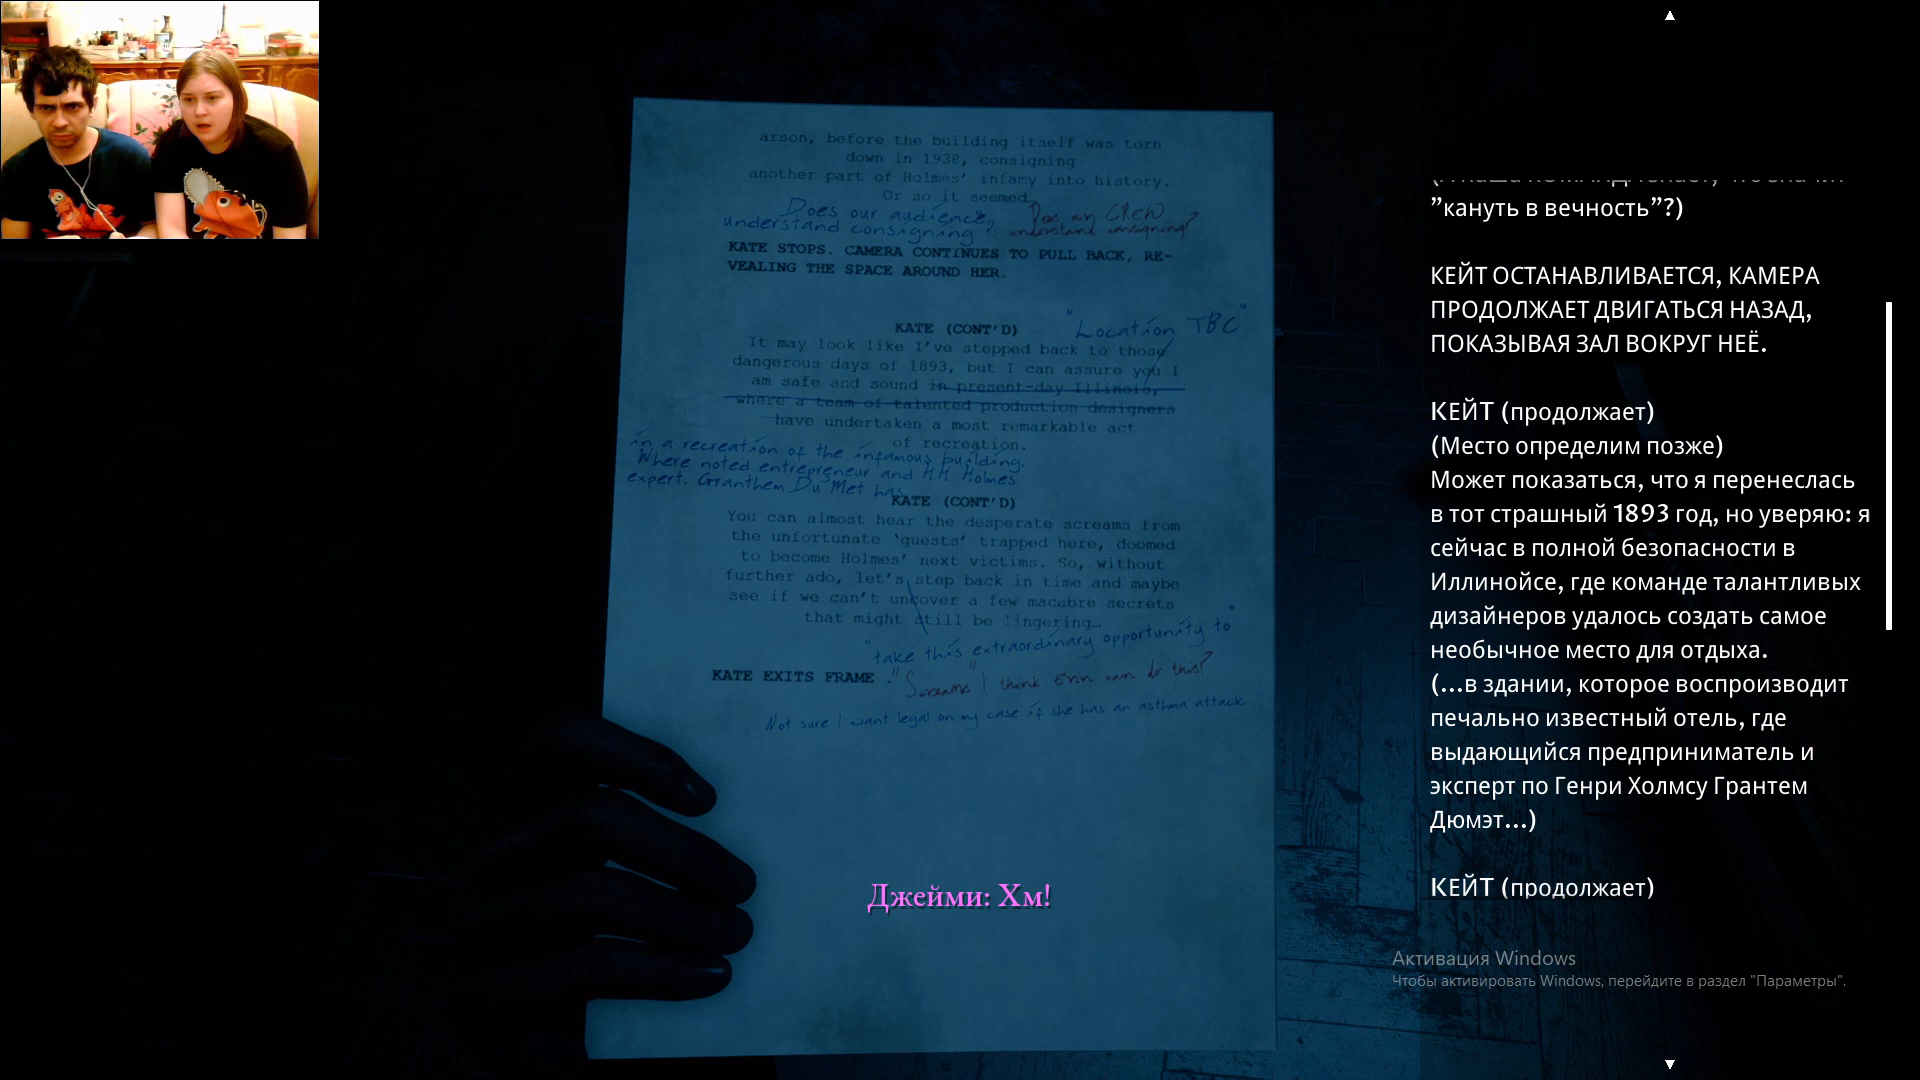 arson, before the building itself was torn
down in 1938, consigning
another part of Holmes' infamy into history.
Or so it seemed…
Does our audience
understand consigning?
Does my CREW
understand consigning?
KATE STOPS. CAMERA CONTINUES TO PULL BACK, RE-
VEALING THE SPACE AROUND HER.
KATE (CONT'D)
"Location TBC"
It may look like I've stepped back to those
dangerous days of 1893, but I can assure you I
am safe and sound in present-day Illinois,
where a team of talented production designers
have undertaken a most remarkable act
of recreation.
in a recreation of the infamous building.
Where noted entrepreneur and HH Holmes
expert. Granthem Du Met has
KATE (CONT'D)
You can almost hear the desperate screams from
the unfortunate 'guests' trapped here, doomed
to become Holmes' next victims. So, without
further ado, let's step back in time and maybe
see if we can't uncover a few macabre secrets
that might still be lingering…
"take this extraordinary opportunity to"
KATE EXITS FRAME .
"Screams" I think Erin can do this?
Not sure I want legal on my case if she has an asthma attack
Джейми: Хм!
”кануть в вечность”?)
КЕЙТ ОСТАНАВЛИВАЕТСЯ, КАМЕРА
ПРОДОЛЖАЕТ ДВИГАТЬСЯ НАЗАД,
ПОКАЗЫВАЯ ЗАЛ ВОКРУГ НЕЁ.
КЕЙТ (продолжает)
(Место определим позже)
Может показаться, что я перенеслась
в тот страшный 1893 год, но уверяю: я
сейчас в полной безопасности в
Иллинойсе, где команде талантливых
дизайнеров удалось создать самое
необычное место для отдыха.
(…в здании, которое воспроизводит
печально известный отель, где
выдающийся предприниматель и
эксперт по Генри Холмсу Грантем
Дюмэт…)
КЕЙТ (продолжает)
Активация Windows
Чтобы активировать Windows, перейдите в раздел "Параметры".